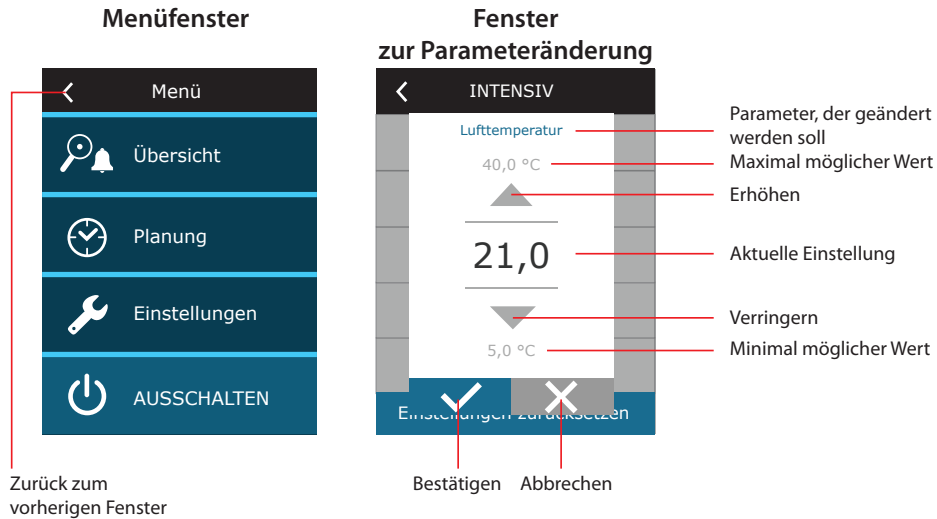 Menüfenster
Menü
Übersicht
Planung
Einstellungen
AUSSCHALTEN
Zurück zum
vorherigen Fenster
Fenster
zur Parameteränderung
INTENSIV
Lufttemperatur
40,0 °C
21,0
5,0 °C
Einstellungen zurücksetzen
Parameter, der geändert
werden soll
Maximal möglicher Wert
Erhöhen
Aktuelle Einstellung
Verringern
Minimal möglicher Wert
Bestätigen
Abbrechen